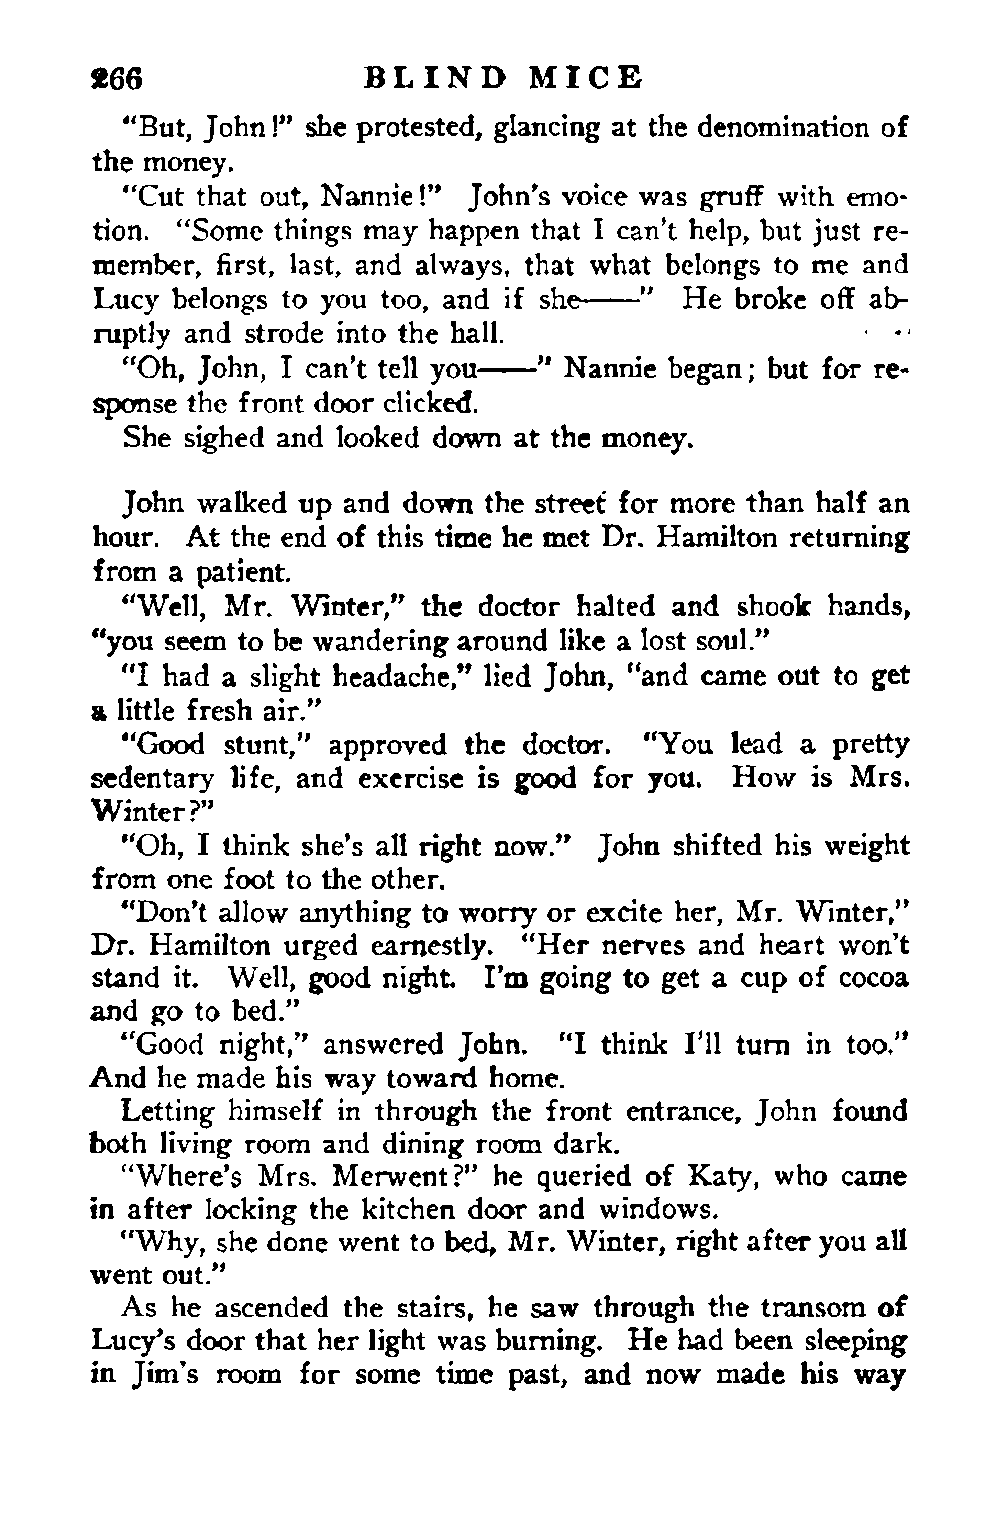 266 BLIND MICE
“But, John!” she protested, glancing at the denomination of
the money.
“Cut that out, Nannie!” John’s voice was gruff with emo-
tion. “Some things may happen that I can’t help, but just re-
member, first, last, and always, that what belongs to me and
Lucy belongs to you too, and if she——” He broke off ab-
ruptly and strode into the hall.
“Oh, John, I can’t tell you——” Nannie began; but for re-
sponse the front door clicked.
She sighed and looked down at the money.
John walked up and down the street for more than half an
hour. At the end of this time he met Dr. Hamilton returning
from a patient.
“Well, Mr. Winter,” the doctor halted and shook hands,
“you seem to be wandering around like a lost soul.”
“I had a slight headache,” lied John, “and came out to get
a little fresh air.”
“Good stunt,” approved the doctor. “You lead a pretty
sedentary life, and exercise is good for you. How is Mrs.
Winter?”
“Oh, I think she’s all right now.” John shifted his weight
from one foot to the other.
“Don’t allow anything to worry or excite her, Mr. Winter,”
Dr. Hamilton urged earnestly. “Her nerves and heart won’t
stand it. Well, good night. I’m going to get a cup of cocoa
and go to bed.”
“Good night,” answered John. “I think I’ll turn in too.”
And he made his way toward home.
Letting himself in through the front entrance, John found
both living room and dining room dark.
“Where’s Mrs. Merwent?” he queried of Katy, who came
in after locking the kitchen door and windows.
“Why, she done went to bed, Mr. Winter, right after you all
went out.”
As he ascended the stairs, he saw through the transom of
Lucy’s door that her light was burning. He had been sleeping
in Jim’s room for some time past, and now made his way